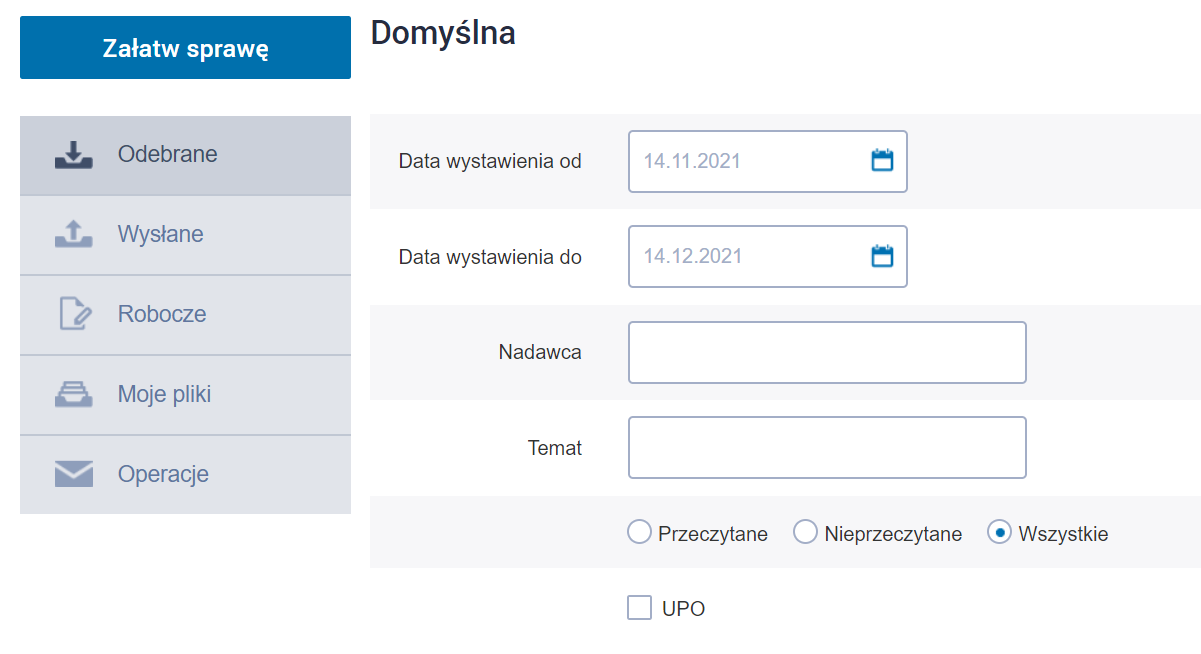 Załatw sprawę
Domyślna
Odebrane
Wysłane
Robocze
Moje pliki
Operacje
Data wystawienia od
14.11.2021
Data wystawienia do
14.12.2021
Nadawca
Temat
Przeczytane Nieprzeczytane Wszystkie
UPO